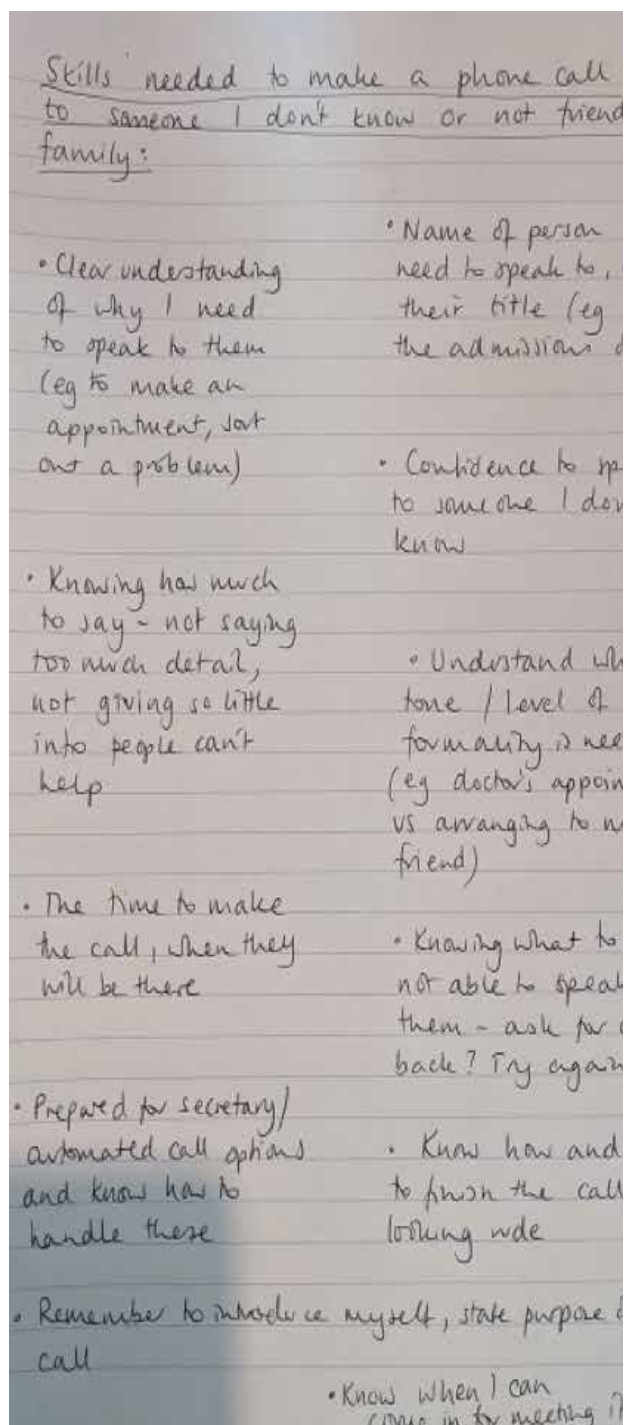 Skills needed to make a phone call
to someone I don't know or not friend
family:
• Clear understanding
of why I need
to speak to them
(eg to make an
appointment, sort
out a problem)
• Knowing how much
to say - not saying
too much detail,
not giving so little
info people can't
help
• The time to make
the call, when they
will be there
• Prepared for secretary/
automated call options
and know how to
handle these
• Name of person
need to speak to,
their title (eg
the admissions
• Confidence to sp
to someone I don
know
• Understand wh
tone / level of
formality is nee
(eg doctor's appoin
vs arranging to
friend)
• Knowing what to
not able to speak
them - ask for
back? Try again
• Know how and
to finish the call
looking rude
• Remember to introduce myself, state purpose
call
• Know when I can
in for meeting